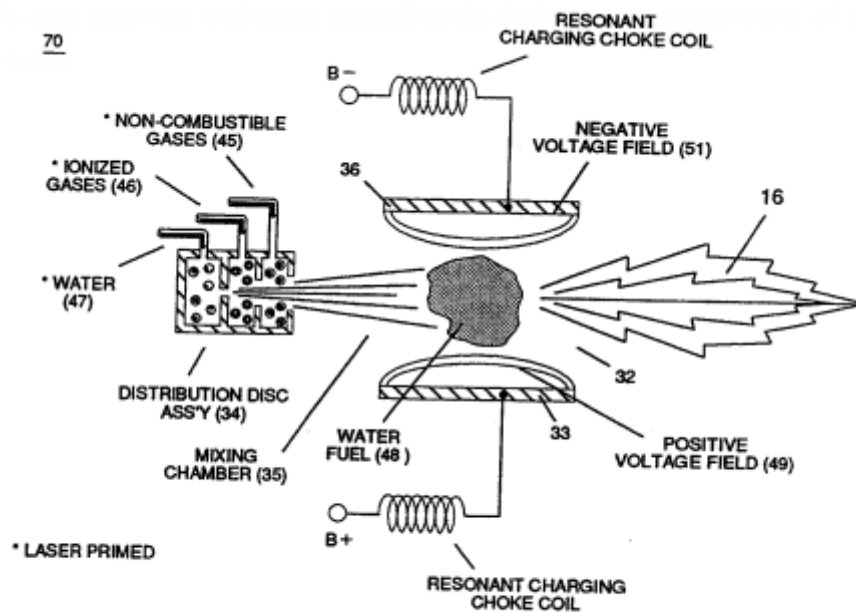 70
RESONANT
CHARGING CHOKE COIL
B-
* NON-COMBUSTIBLE
GASES (45)
* IONIZED
GASES (46)
* WATER
(47)
NEGATIVE
VOLTAGE FIELD (51)
36
16
DISTRIBUTION DISC
ASS'Y (34)
MIXING
CHAMBER (35)
WATER
FUEL (48)
32
33
POSITIVE
VOLTAGE FIELD (49)
B+
* LASER PRIMED
RESONANT CHARGING
CHOKE COIL